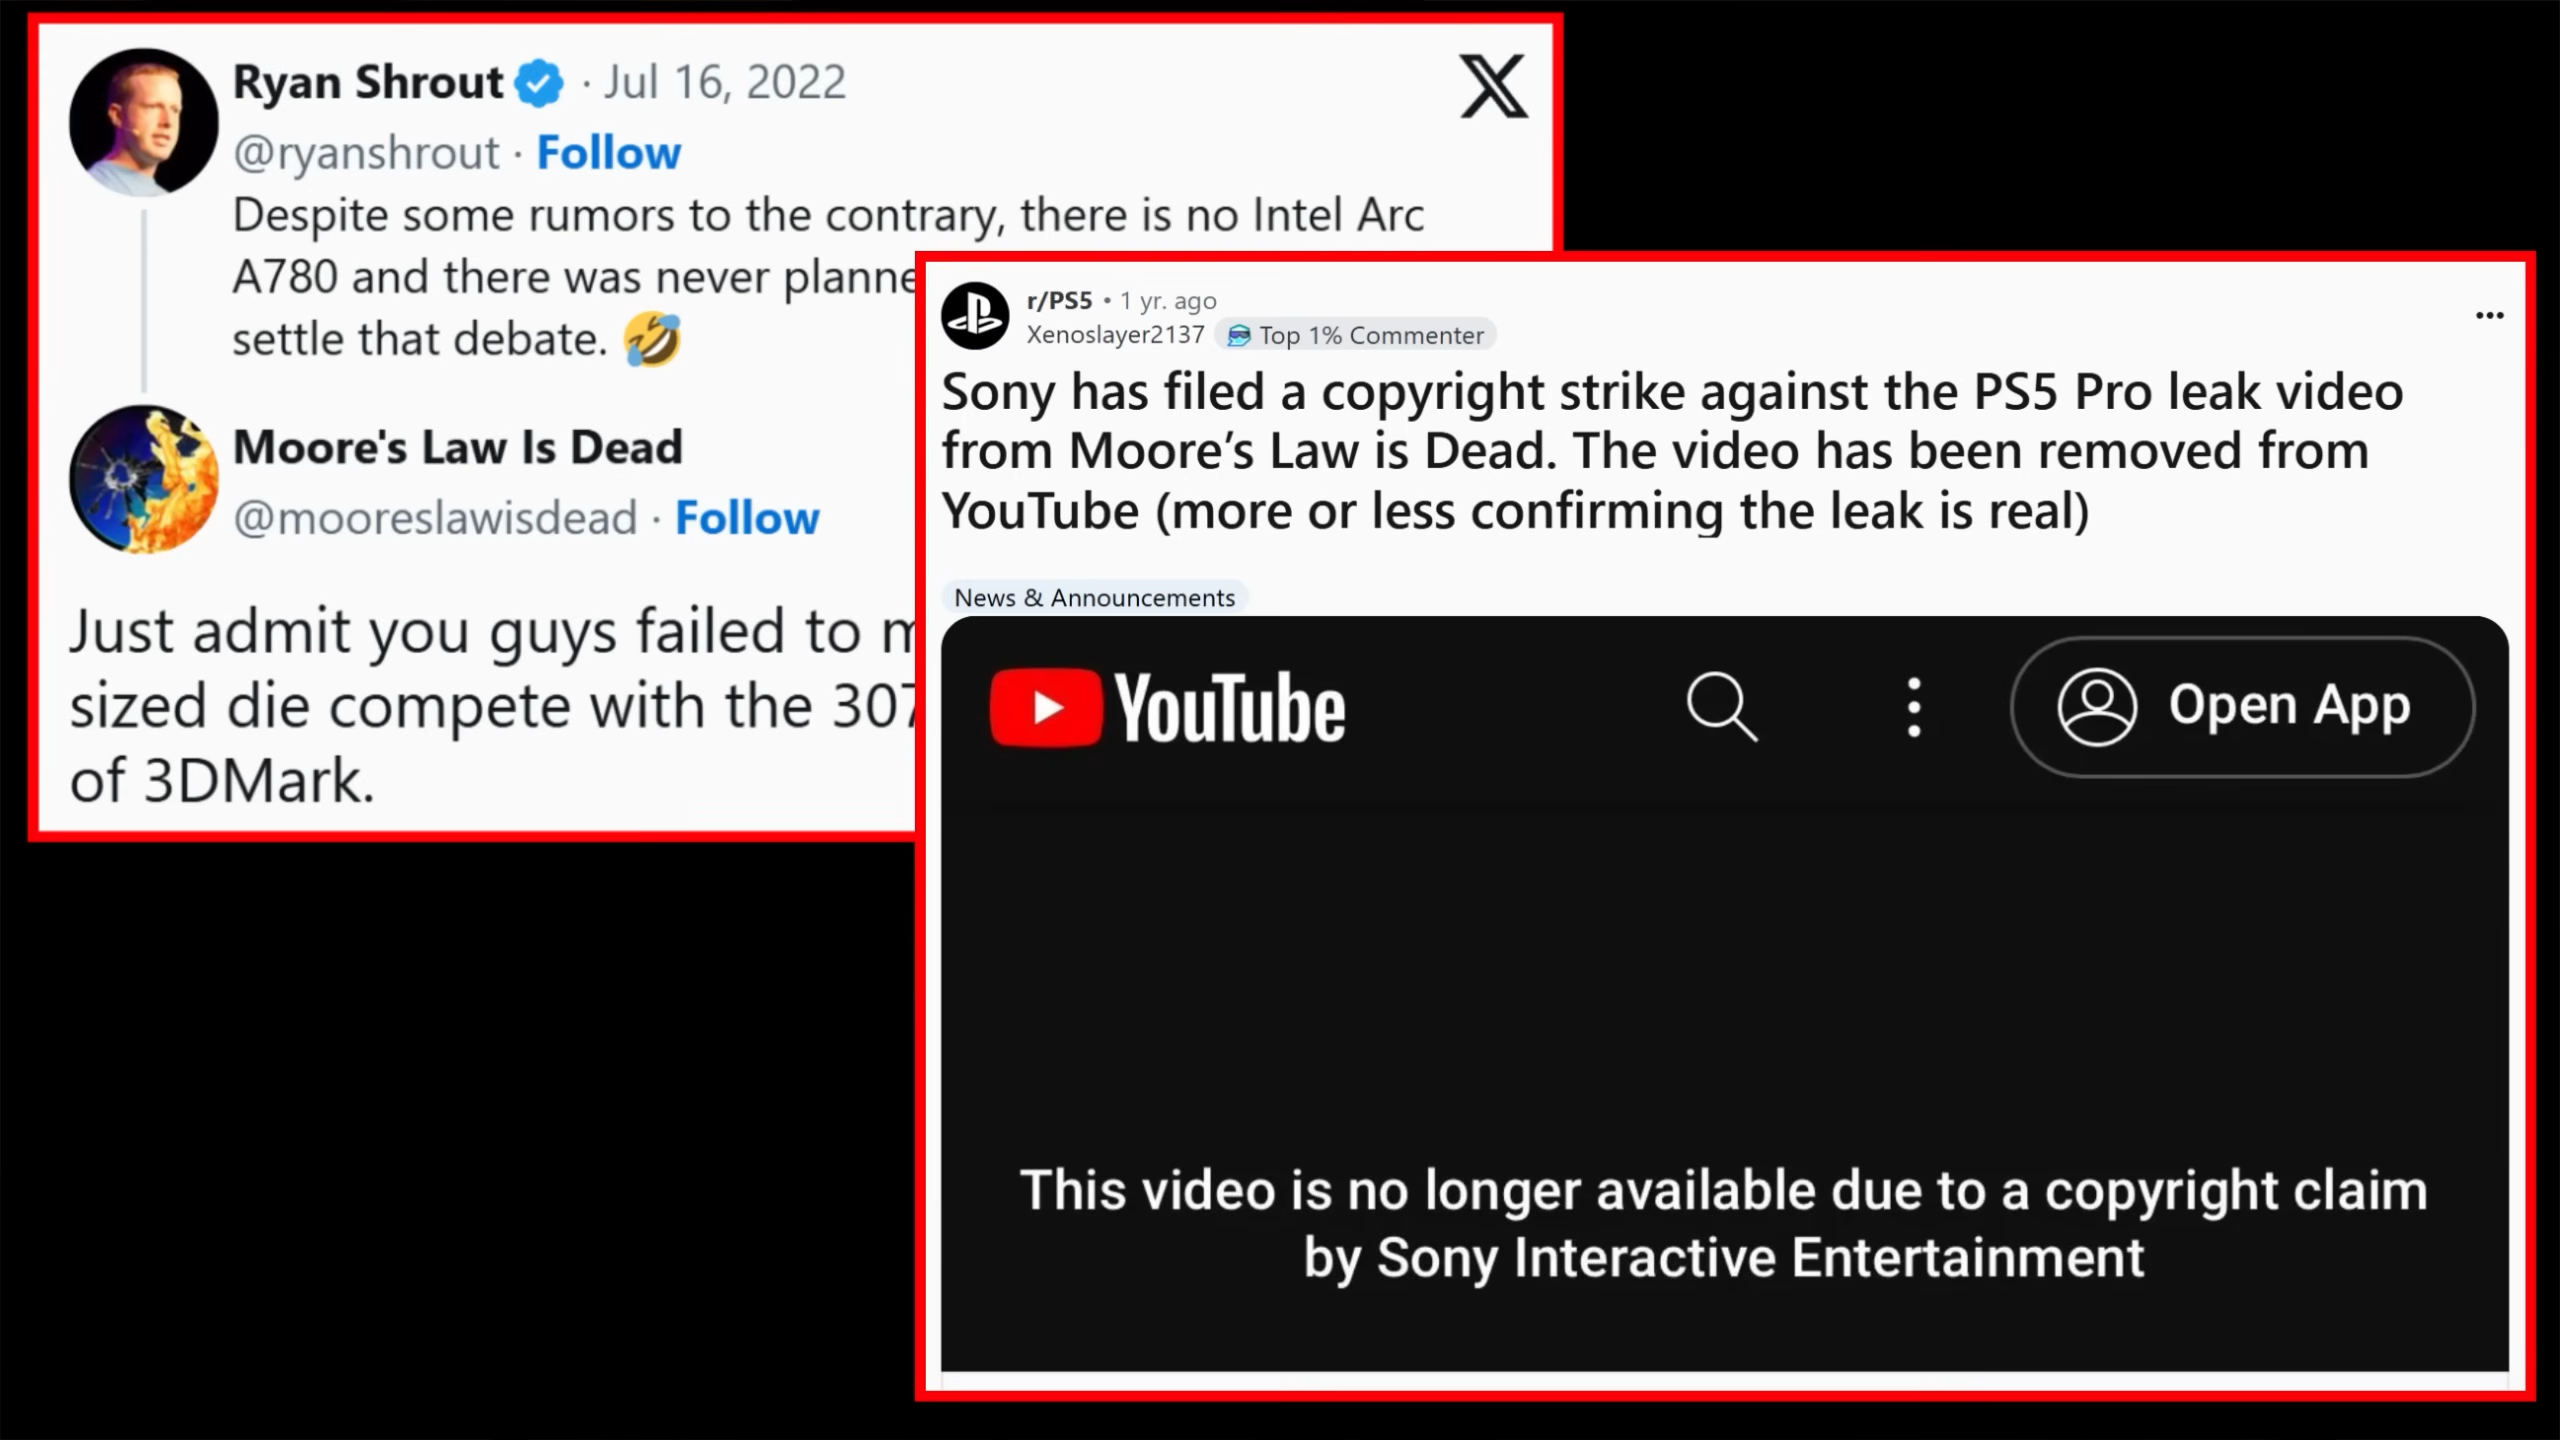 Ryan Shrout · Jul 16, 2022
@ryanshrout · Follow
Despite some rumors to the contrary, there is no Intel Arc
A780 and there was never
settle that debate. 🤣
Moore's Law Is Dead
@mooreslawisdead · Follow
Just admit you guys failed to
sized die compete with the
of 3DMark.
r/PS5 • 1 yr. ago
Xenoslayer2137 Top 1% Commenter
Sony has filed a copyright strike against the PS5 Pro leak video
from Moore’s Law is Dead. The video has been removed from
YouTube (more or less confirming the leak is real)
News & Announcements
YouTube Open App
This video is no longer available due to a copyright claim
by Sony Interactive Entertainment